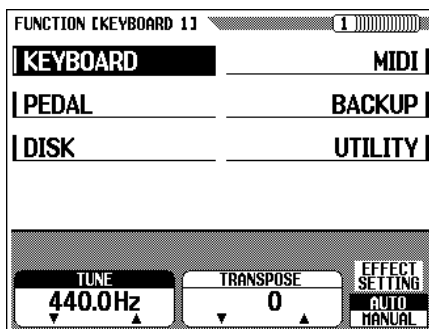 FUNCTION [KEYBOARD 1] 1
KEYBOARD MIDI
PEDAL BACKUP
DISK UTILITY
TUNE TRANSPOSE EFFECT SETTING
440.0Hz 0 AUTO
MANUAL